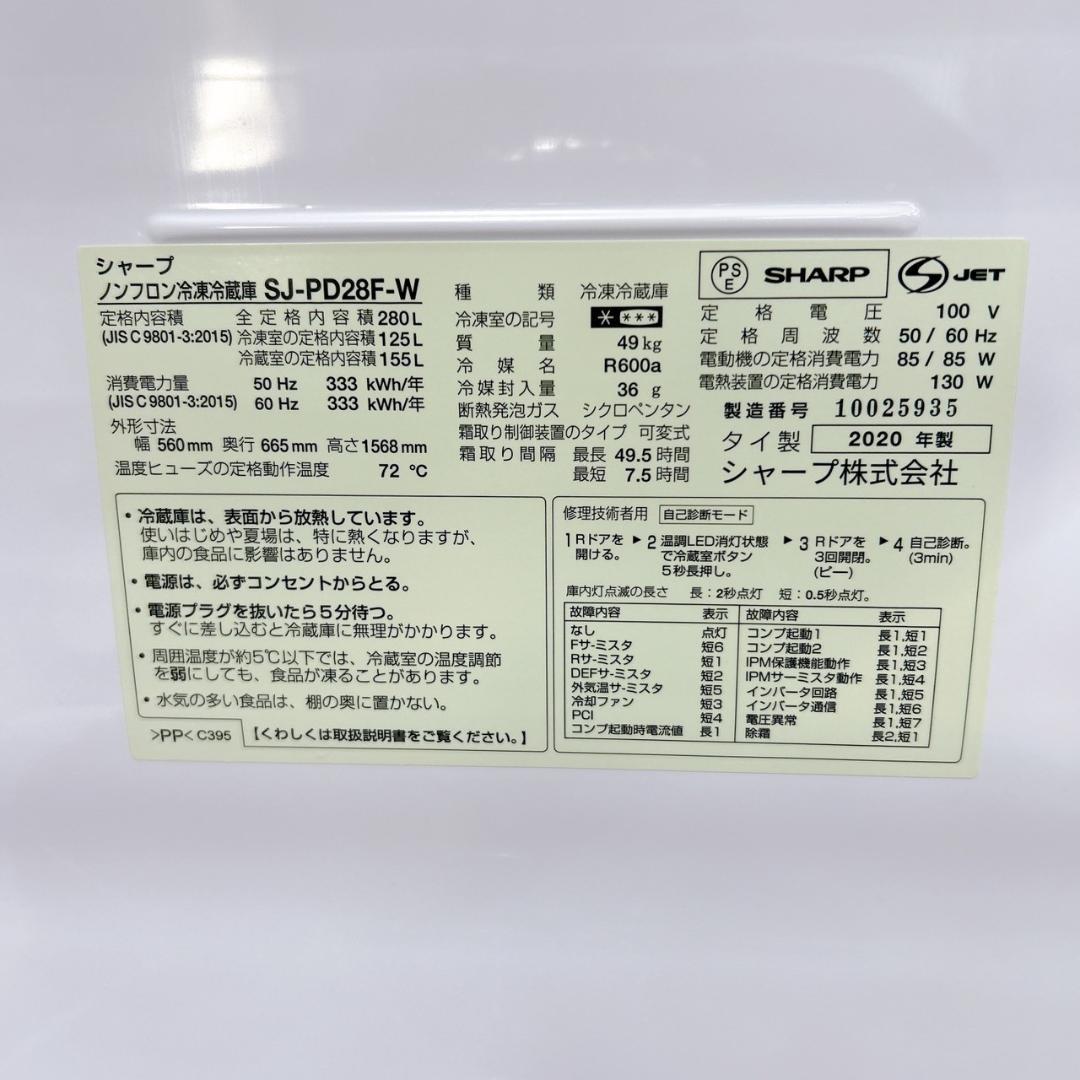 シャープ
ノンフロン冷凍冷蔵庫 SJ-PD28F-W
定格内容積 全定格内容積 280 L
(JIS C 9801-3:2015) 冷凍室の定格内容積 125 L
冷蔵室の定格内容積 155 L
消費電力量 50 Hz 333 kWh/年
(JIS C 9801-3:2015) 60 Hz 333 kWh/年
外形寸法
幅 560 mm 奥行 665 mm 高さ 1568 mm
温度ヒューズの定格動作温度 72 ℃
種類 冷凍冷蔵庫
冷凍室の記号 * ***
質量 49 kg
冷媒名 R600a
冷媒封入量 36 g
断熱発泡ガス シクロペンタン
霜取り制御装置のタイプ 可変式
霜取り間隔 最長 49.5 時間
最短 7.5 時間
PS E SHARP S JET
定格電圧 100 V
定格周波数 50 / 60 Hz
電動機の定格消費電力 85 / 85 W
電熱装置の定格消費電力 130 W
製造番号 10025935
タイ製 2020 年製
シャープ株式会社
・冷蔵庫は、表面から放熱しています。
使いはじめや夏場は、特に熱くなりますが、
庫内の食品に影響はありません。
・電源は、必ずコンセントからとる。
・電源プラグを抜いたら5分待つ。
すぐに差し込むと冷蔵庫に無理がかかります。
・周囲温度が約5℃以下では、冷蔵室の温度調節
を弱にしても、食品が凍ることがあります。
・水気の多い食品は、棚の奥に置かない。
>PP< C395 【くわしくは取扱説明書をご覧ください。】
修理技術者用 自己診断モード
1 Rドアを開ける。 ▶ 2 温調LED消灯状態で冷蔵室ボタン5秒長押し。 ▶ 3 Rドアを3回開閉。(ピー) ▶ 4 自己診断。(3min)
庫内灯点滅の長さ 長：2秒点灯 短：0.5秒点灯。
故障内容 表示 故障内容 表示
なし 点灯 コンプ起動1 長1,短1
Fサ-ミスタ 短6 コンプ起動2 長1,短2
Rサ-ミスタ 短1 IPM保護機能動作 長1,短3
DEFサ-ミスタ 短2 IPMサーミスタ動作 長1,短4
外気温サ-ミスタ 短5 インバータ回路 長1,短5
冷却ファン 短3 インバータ通信 長1,短6
PCI 短4 電圧異常 長1,短7
コンプ起動時電流値 長1 除霜 長2,短1